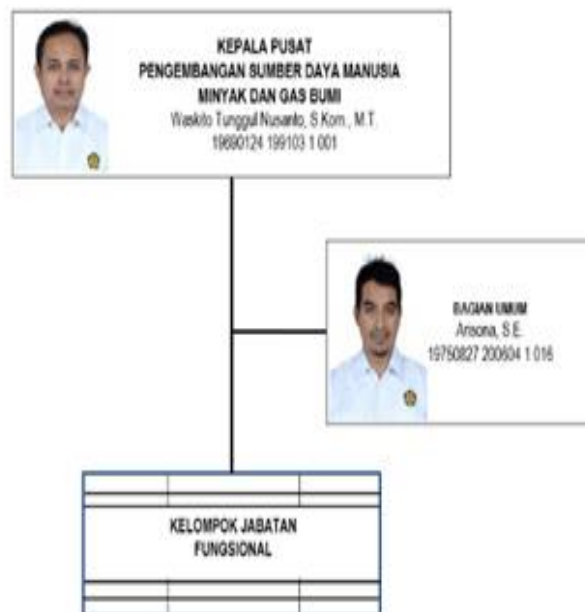 KEPALA PUSAT
PENGEMBANGAN SUMBER DAYA MANUSIA
MINYAK DAN GAS BUMI
Waskito Tunggul Nusanto, S.Kom., M.T.
19690124 199103 1 001
BAGIAN UMUM
Arisona, S.E.
19750827 200604 1 016
KELOMPOK JABATAN
FUNGSIONAL